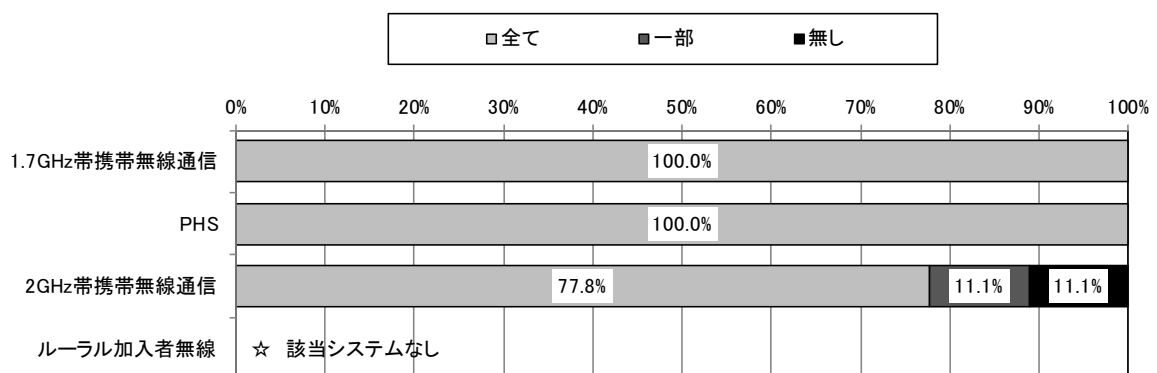 □全て ■一部 ■無し
0% 10% 20% 30% 40% 50% 60% 70% 80% 90% 100%
1.7GHz帯携帯無線通信 100.0%
PHS 100.0%
2GHz帯携帯無線通信 77.8% 11.1% 11.1%
ルーラル加入者無線 ☆ 該当システムなし